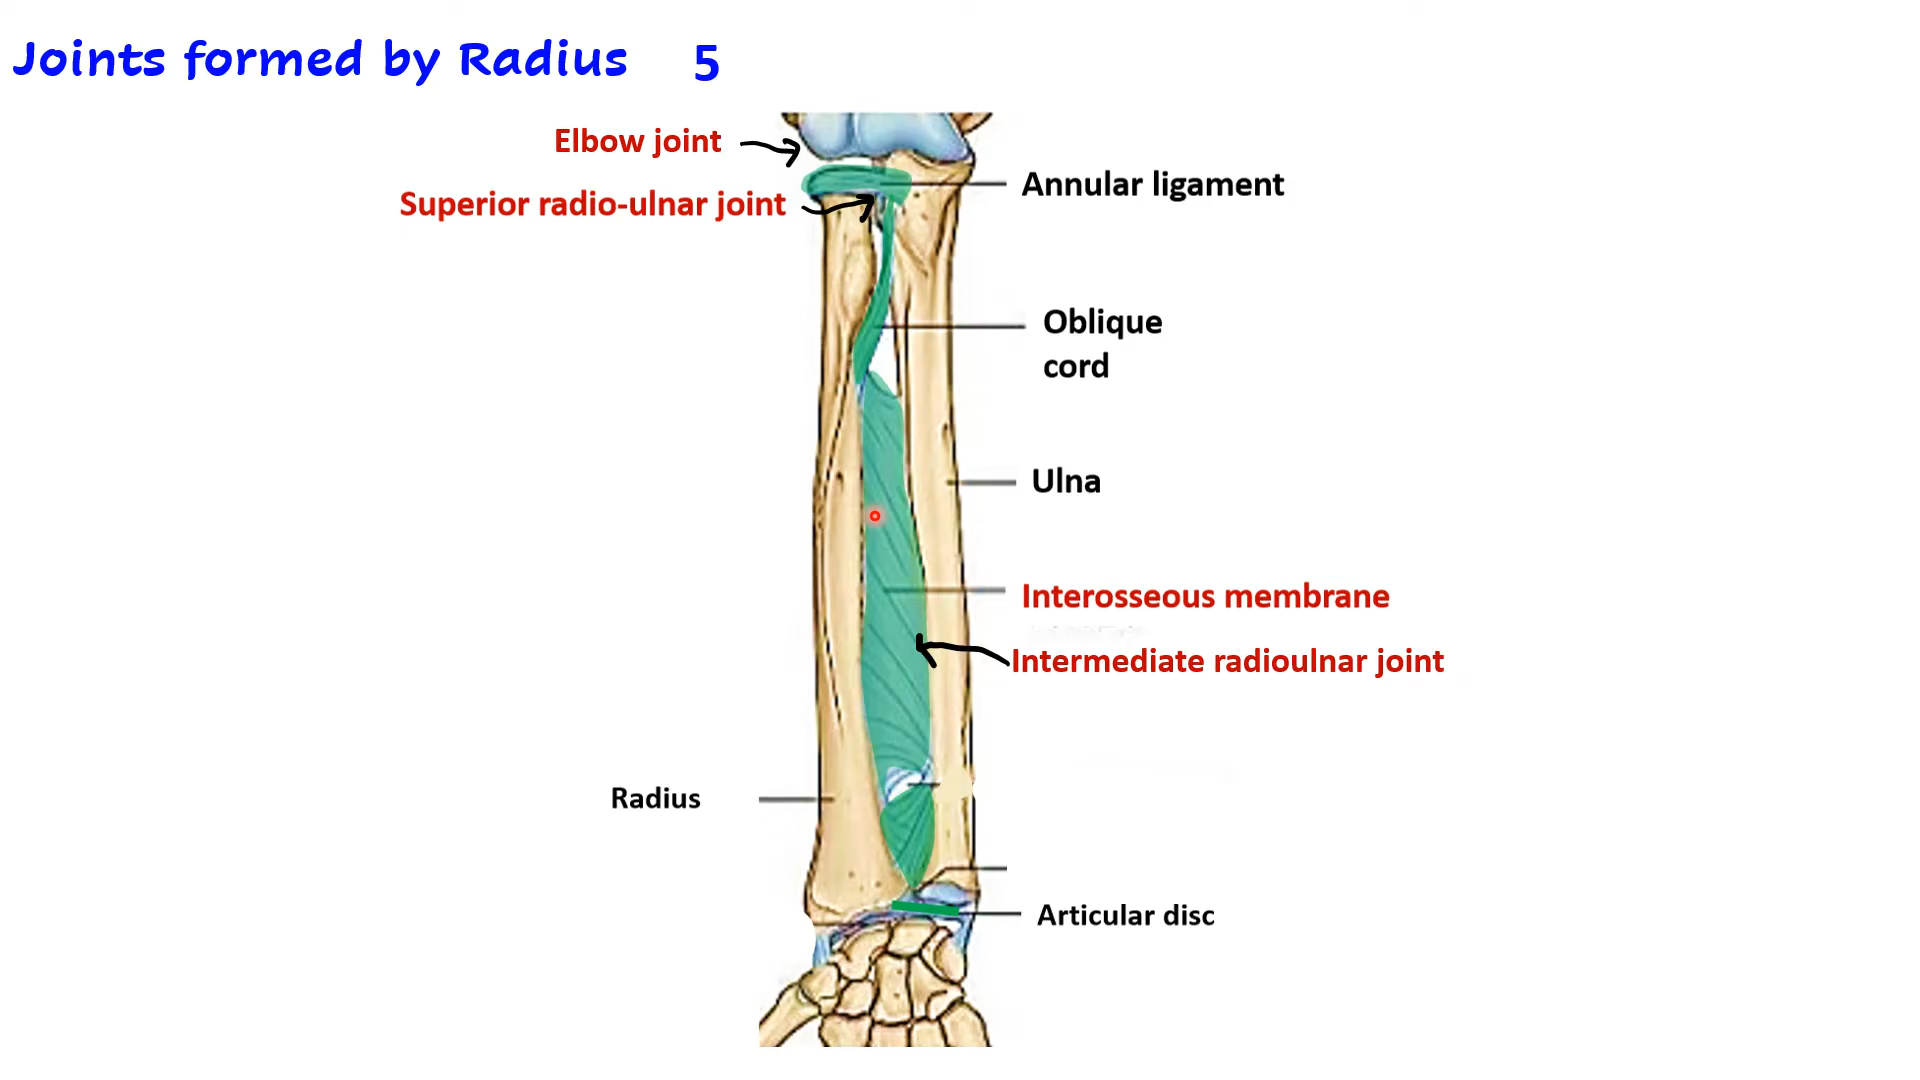 Joints formed by Radius 5
Elbow joint
Annular ligament
Superior radio-ulnar joint
Oblique
cord
Ulna
Interosseous membrane
Intermediate radioulnar joint
Radius
Articular disc